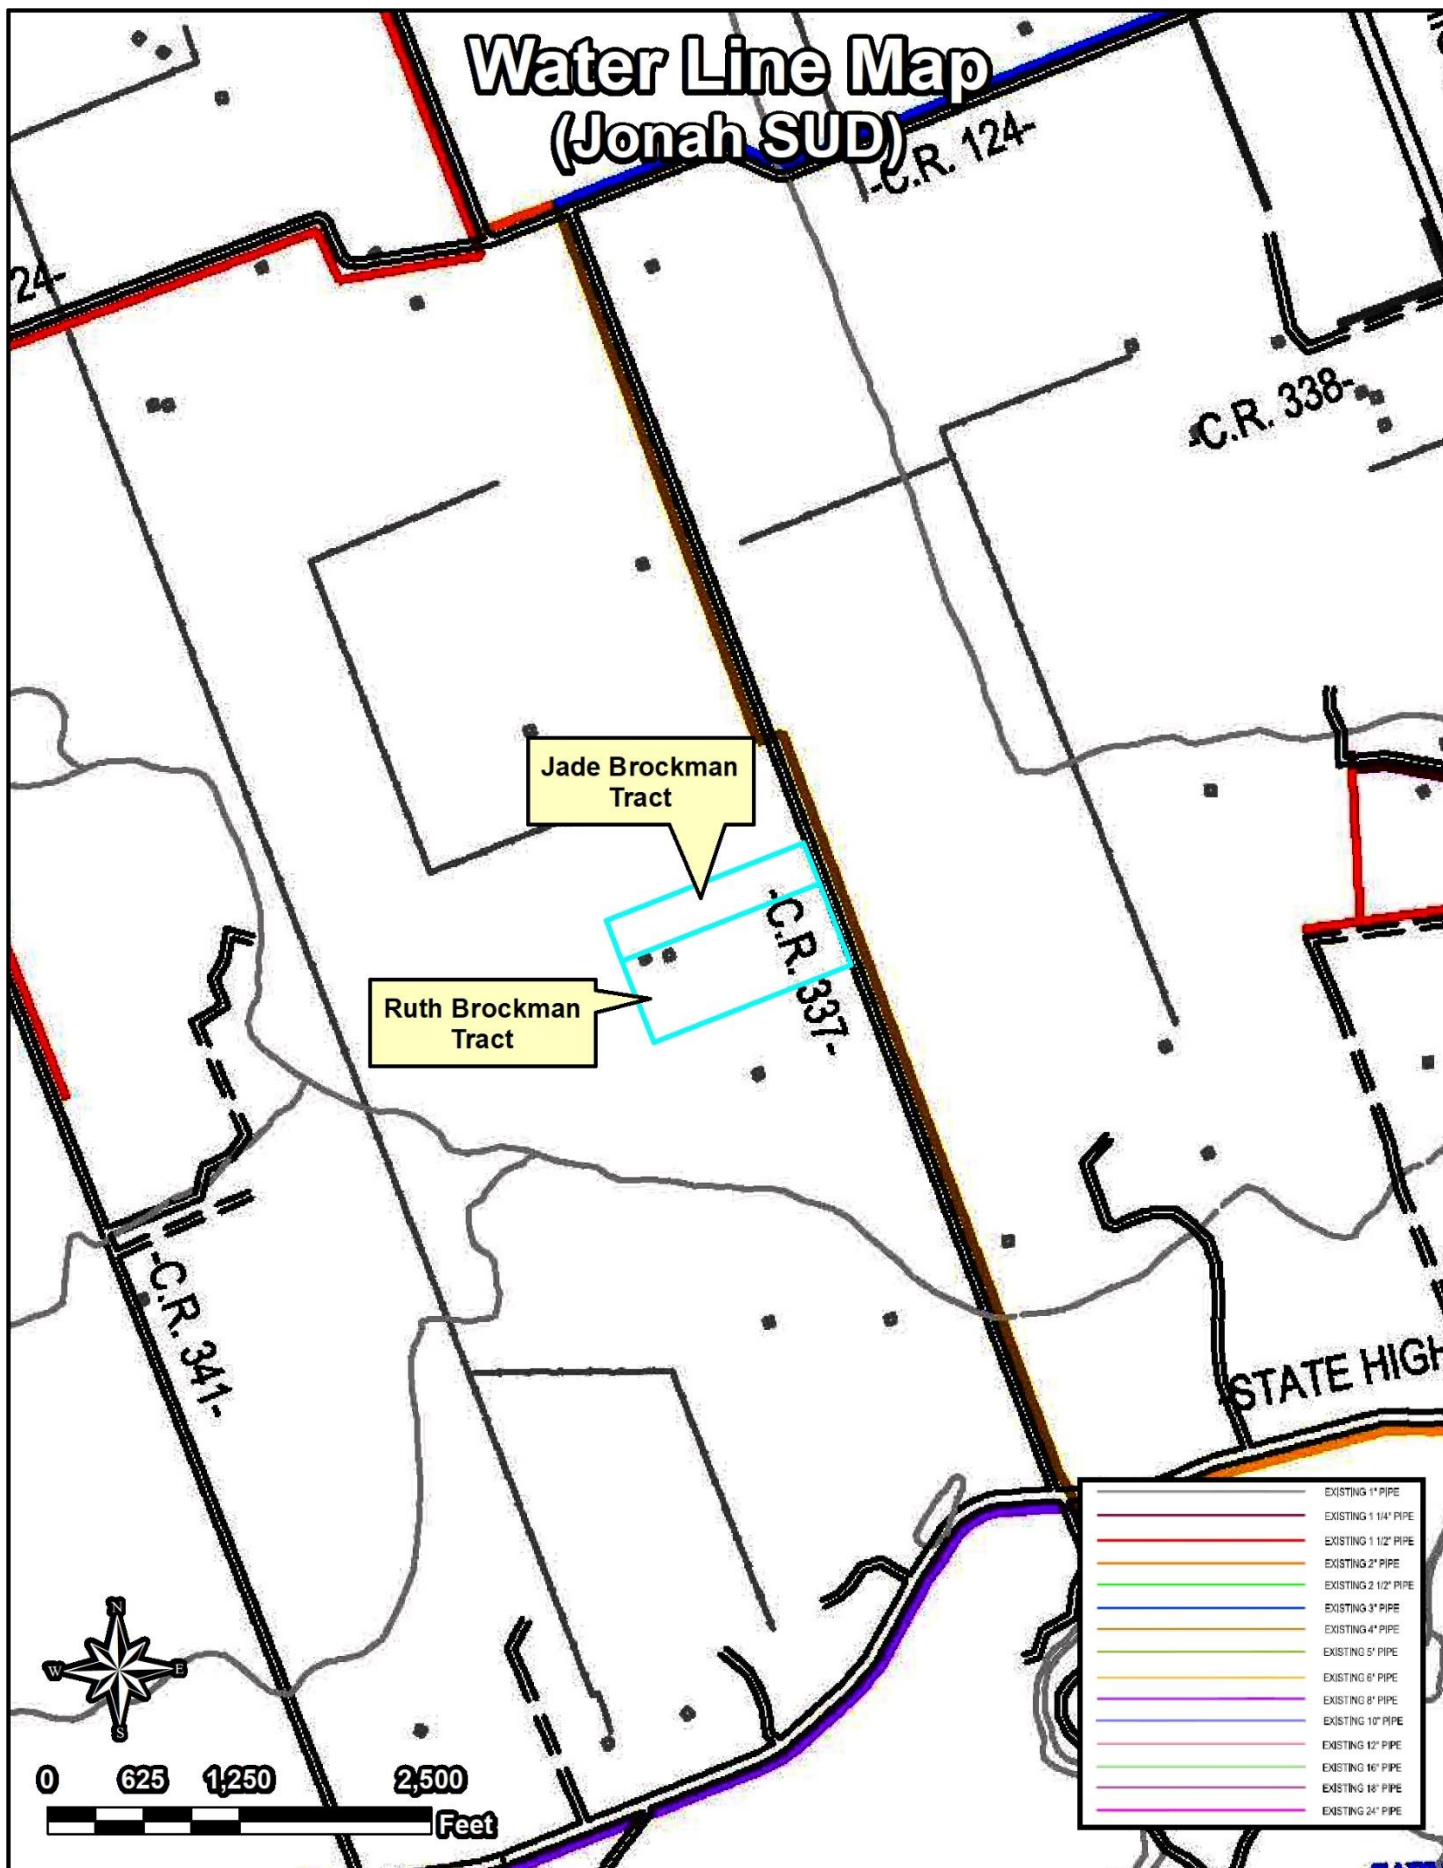 Water Line Map
(Jonah SUD)
-C.R. 124-
24-
-C.R. 338-
Jade Brockman
Tract
-C.R. 337-
Ruth Brockman
Tract
-C.R. 341-
STATE HIGH
EXISTING 1" PIPE
EXISTING 1 1/4" PIPE
EXISTING 1 1/2" PIPE
EXISTING 2" PIPE
EXISTING 2 1/2" PIPE
EXISTING 3" PIPE
EXISTING 4" PIPE
EXISTING 5" PIPE
EXISTING 6" PIPE
EXISTING 8" PIPE
EXISTING 10" PIPE
EXISTING 12" PIPE
EXISTING 16" PIPE
EXISTING 18" PIPE
EXISTING 24" PIPE
N
W E
S
0 625 1,250 2,500
Feet